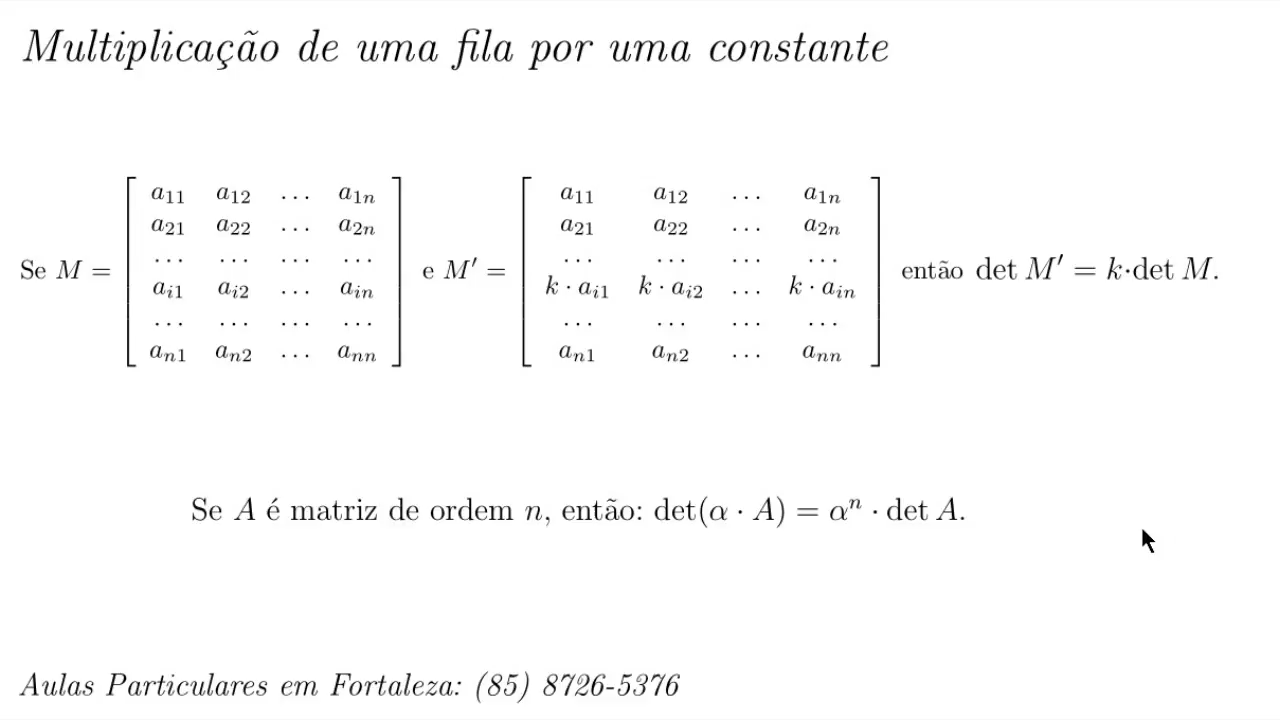 Multiplicação de uma fila por uma constante
Se M = [ a₁₁ a₁₂ … a₁ₙ ; a₂₁ a₂₂ … a₂ₙ ; … … … … ; aᵢ₁ aᵢ₂ … aᵢₙ ; … … … … ; aₙ₁ aₙ₂ … aₙₙ ] e M′ = [ a₁₁ a₁₂ … a₁ₙ ; a₂₁ a₂₂ … a₂ₙ ; … … … … ; k · aᵢ₁ k · aᵢ₂ … k · aᵢₙ ; … … … … ; aₙ₁ aₙ₂ … aₙₙ ] então det M′ = k·det M.
Se A é matriz de ordem n, então: det(α · A) = αⁿ · det A.
Aulas Particulares em Fortaleza: (85) 8726-5376